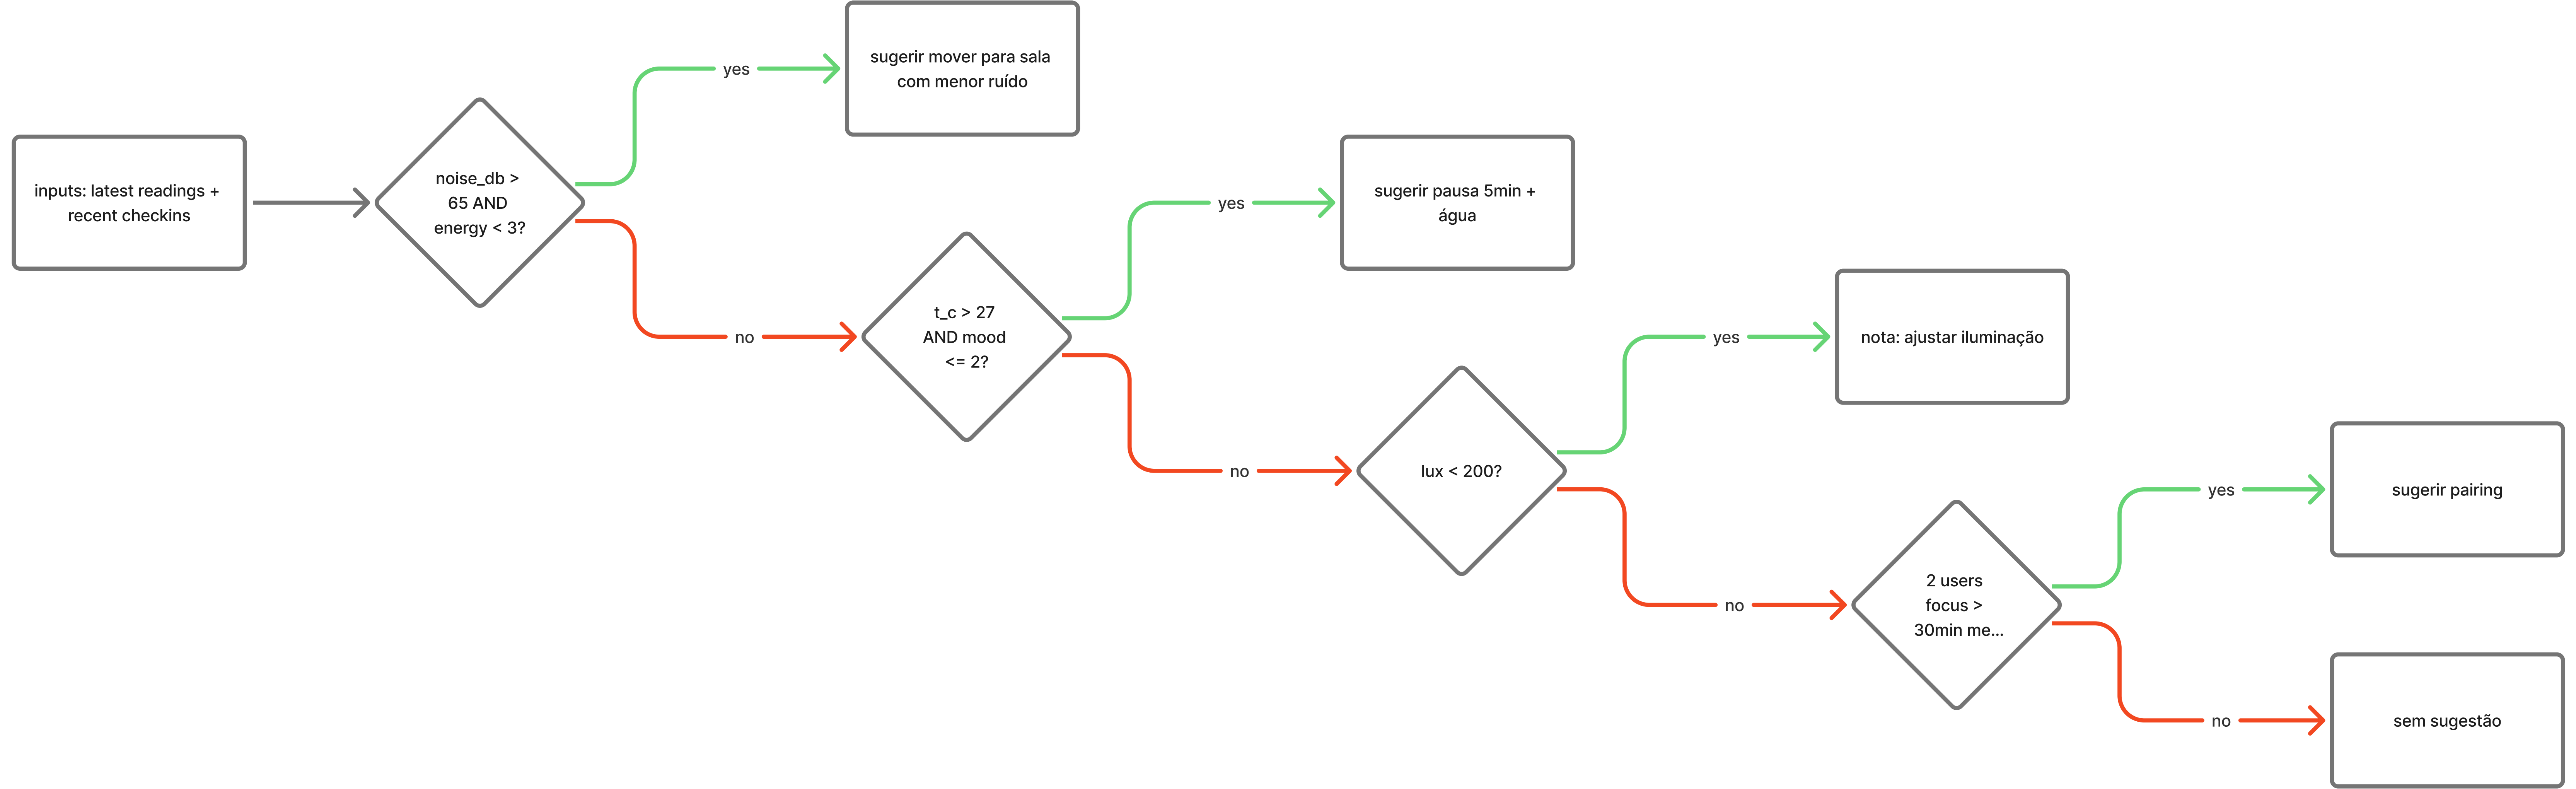 inputs: latest readings +
recent checkins
noise_db >
65 AND
energy < 3?
yes
sugerir mover para sala
com menor ruído
no
t_c > 27
AND mood
<= 2?
yes
sugerir pausa 5min +
água
no
lux < 200?
yes
nota: ajustar iluminação
no
2 users
focus >
30min me...
yes
sugerir pairing
no
sem sugestão